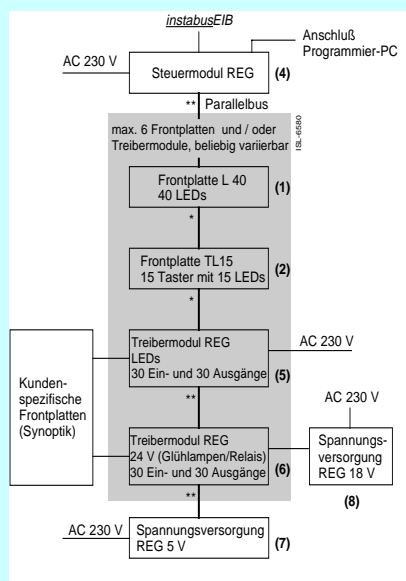 instabusEIB
Anschluß
Programmier-PC
AC 230 V
Steuermodul REG
(4)
** Parallelbus
max. 6 Frontplatten und / oder
Treibermodule, beliebig variierbar
ISL-6580
Frontplatte L 40
40 LEDs
(1)
*
Frontplatte TL15
15 Taster mit 15 LEDs
(2)
*
Treibermodul REG
LEDs
30 Ein- und 30 Ausgänge
(5)
AC 230 V
Kunden-
spezifische
Frontplatten
(Synoptik)
**
AC 230 V
Treibermodul REG
24 V (Glühlampen/Relais)
30 Ein- und 30 Ausgänge
(6)
Spannungs-
versorgung
REG 18 V
(8)
**
AC 230 V
Spannungsversorgung
REG 5 V
(7)